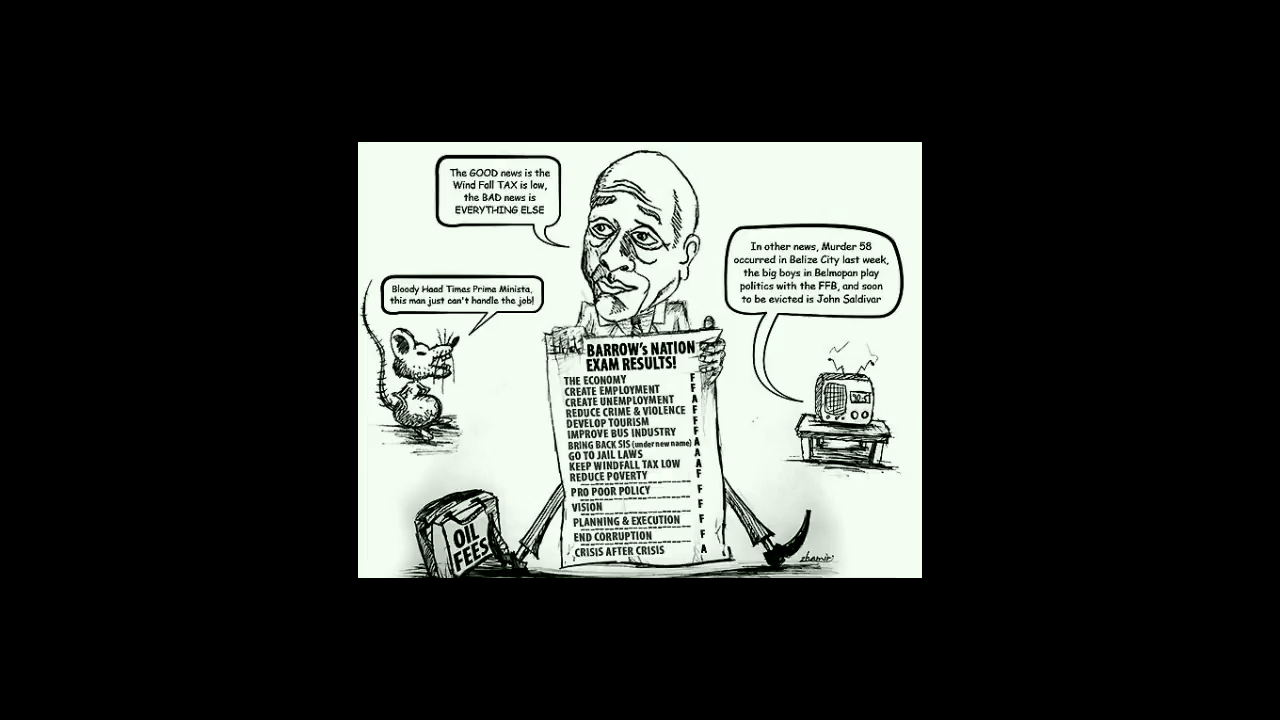 The GOOD news is the
Wind Fall TAX is low,
the BAD news is
EVERYTHING ELSE
In other news, Murder 58
occurred in Belize City last week,
the big boys in Belmopan play
politics with the FFB, and soon
to be evicted is John Saldivar
Bloody Haad Times Prime Minista,
this man just can't handle the job!
BARROW's NATION
EXAM RESULTS!
THE ECONOMY F
CREATE EMPLOYMENT F
CREATE UNEMPLOYMENT A
REDUCE CRIME & VIOLENCE F
DEVELOP TOURISM F
IMPROVE BUS INDUSTRY F
BRING BACK SIS (under new name) A
GO TO JAIL LAWS A
KEEP WINDFALL TAX LOW A
REDUCE POVERTY F
PRO POOR POLICY F
VISION F
PLANNING & EXECUTION F
END CORRUPTION F
CRISIS AFTER CRISIS A
OIL
FEES